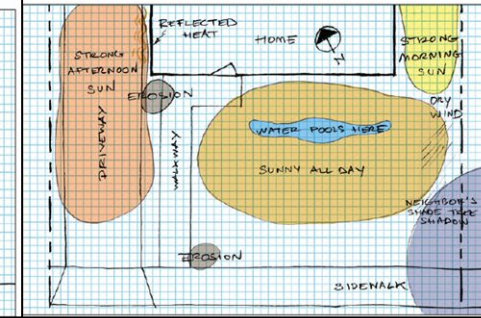 REFLECTED
HEAT
HOME
N
STRONG
MORNING
SUN
STRONG
AFTERNOON
SUN
EROSION
DRY
WIND
DRIVEWAY
WALKWAY
WATER POOLS HERE
SUNNY ALL DAY
NEIGHBOR'S
SHADE TREE
SHADOW
EROSION
SIDEWALK